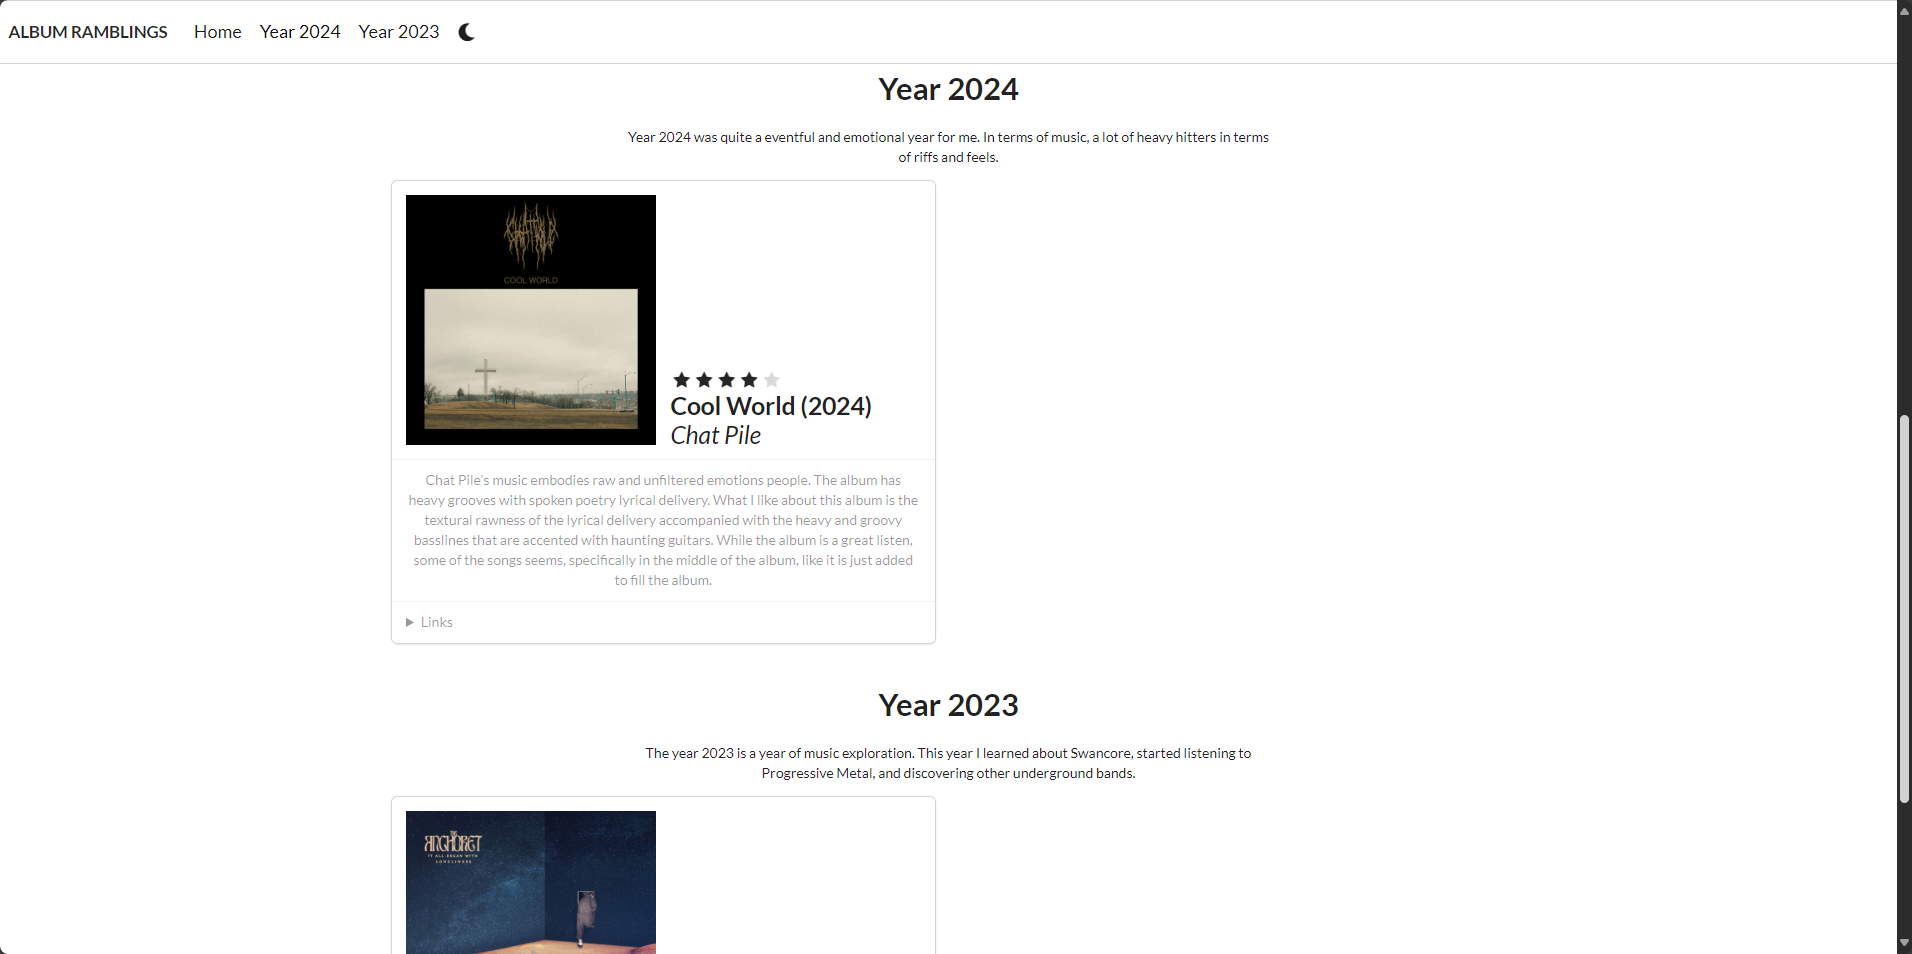 ALBUM RAMBLINGS Home Year 2024 Year 2023
Year 2024
Year 2024 was quite a eventful and emotional year for me. In terms of music, a lot of heavy hitters in terms
of riffs and feels.
CHAT PILE
COOL WORLD
Cool World (2024)
Chat Pile
Chat Pile's music embodies raw and unfiltered emotions people. The album has
heavy grooves with spoken poetry lyrical delivery. What I like about this album is the
textural rawness of the lyrical delivery accompanied with the heavy and groovy
basslines that are accented with haunting guitars. While the album is a great listen,
some of the songs seems, specifically in the middle of the album, like it is just added
to fill the album.
Links
Year 2023
The year 2023 is a year of music exploration. This year I learned about Swancore, started listening to
Progressive Metal, and discovering other underground bands.
THE
ANCHORET
IT ALL BEGAN WITH
LONELINESS